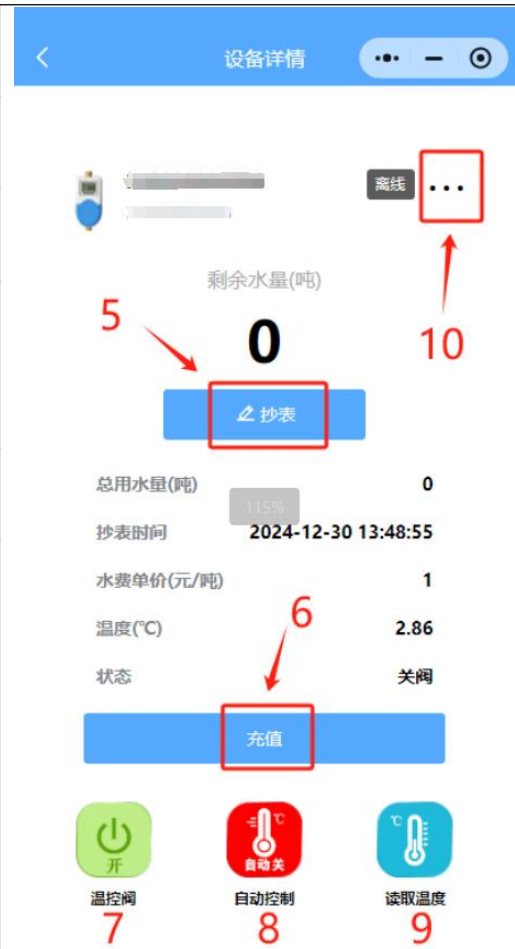 设备详情
离线
剩余水量(吨)
5
0
10
抄表
总用水量(吨) 0
115%
抄表时间 2024-12-30 13:48:55
水费单价(元/吨) 1
6
温度(℃) 2.86
状态 关阀
充值
开
℃
自动关
℃
温控阀 自动控制 读取温度
7 8 9